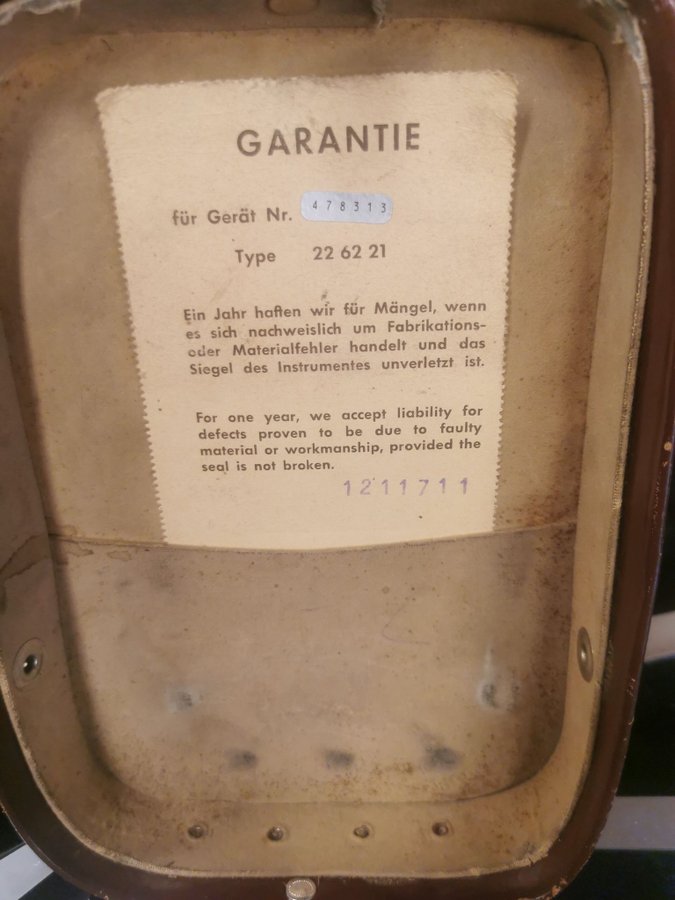 GARANTIE
für Gerät Nr. 478313
Type 22 62 21
Ein Jahr haften wir für Mängel, wenn
es sich nachweislich um Fabrikations-
oder Materialfehler handelt und das
Siegel des Instrumentes unverletzt ist.
For one year, we accept liability for
defects proven to be due to faulty
material or workmanship, provided the
seal is not broken.
1211711